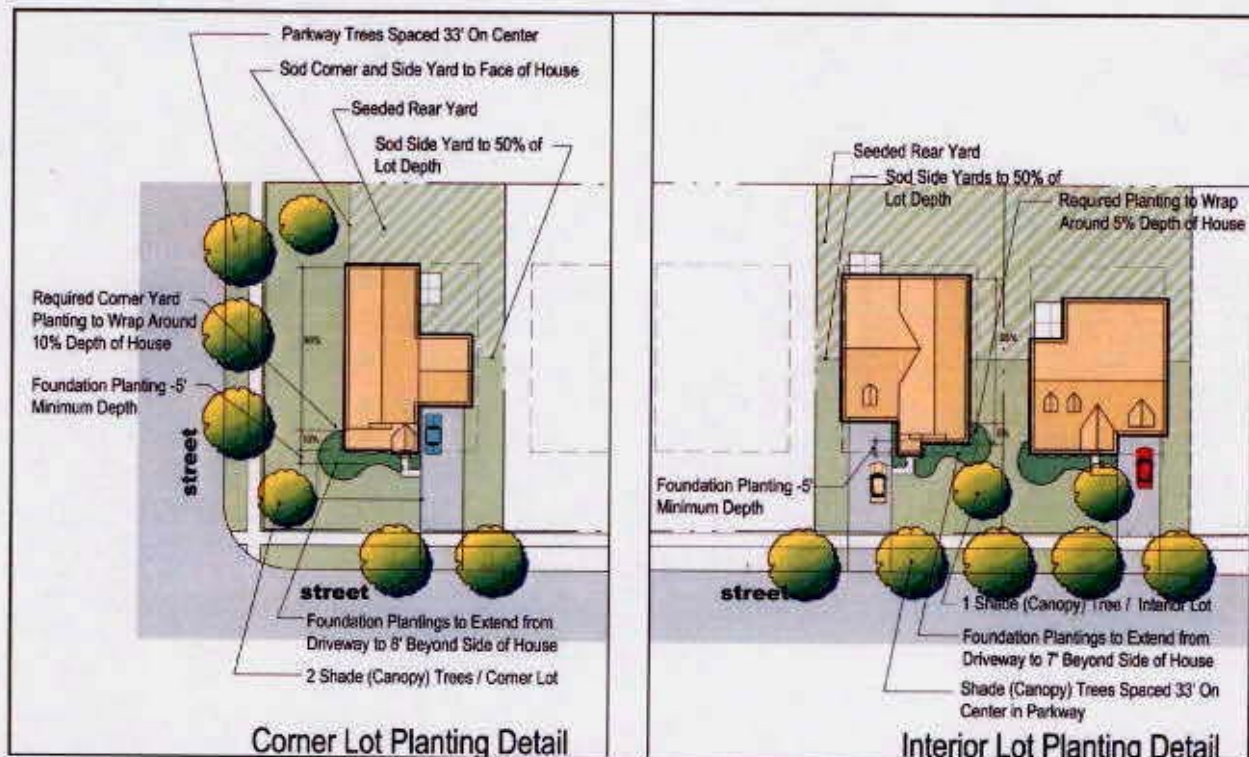 Parkway Trees Spaced 33' On Center
Sod Corner and Side Yard to Face of House
Seeded Rear Yard
Sod Side Yard to 50% of
Lot Depth
Required Corner Yard
Planting to Wrap Around
10% Depth of House
Foundation Planting -5'
Minimum Depth
90%
10%
street
street
Foundation Plantings to Extend from
Driveway to 8' Beyond Side of House
2 Shade (Canopy) Trees / Corner Lot
Corner Lot Planting Detail
Seeded Rear Yard
Sod Side Yards to 50% of
Lot Depth
Required Planting to Wrap
Around 5% Depth of House
95%
5%
Foundation Planting -5'
Minimum Depth
street
1 Shade (Canopy) Tree / Interior Lot
Foundation Plantings to Extend from
Driveway to 7' Beyond Side of House
Shade (Canopy) Trees Spaced 33' On
Center in Parkway
Interior Lot Planting Detail